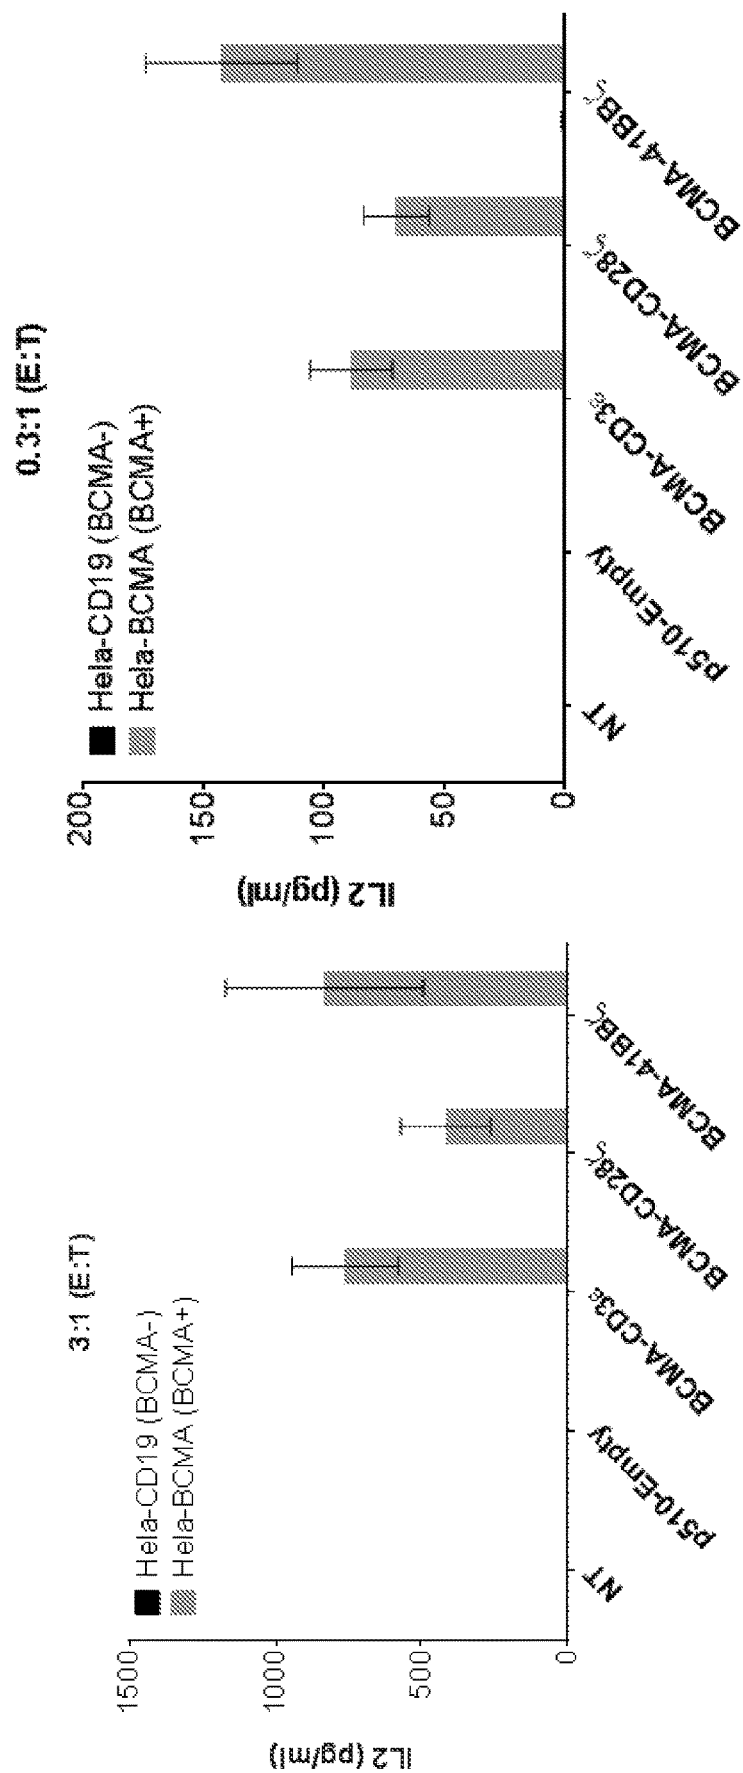 3:1 (E:T)
Hela-CD19 (BCMA-)
Hela-BCMA (BCMA+)
IL2 (pg/ml)
1500
1000
500
0
NT
p510-Empty
BCMA-CD3ε
BCMA-CD28ζ
BCMA-41BBζ
0.3:1 (E:T)
Hela-CD19 (BCMA-)
Hela-BCMA (BCMA+)
IL2 (pg/ml)
200
150
100
50
0
NT
p510-Empty
BCMA-CD3ε
BCMA-CD28ζ
BCMA-41BBζ